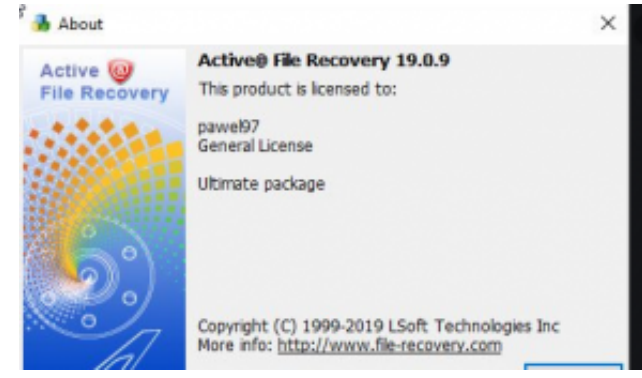 About
Active @
File Recovery
Active@ File Recovery 19.0.9
This product is licensed to:
pawel97
General License
Ultimate package
Copyright (C) 1999-2019 LSoft Technologies Inc
More info: http://www.file-recovery.com